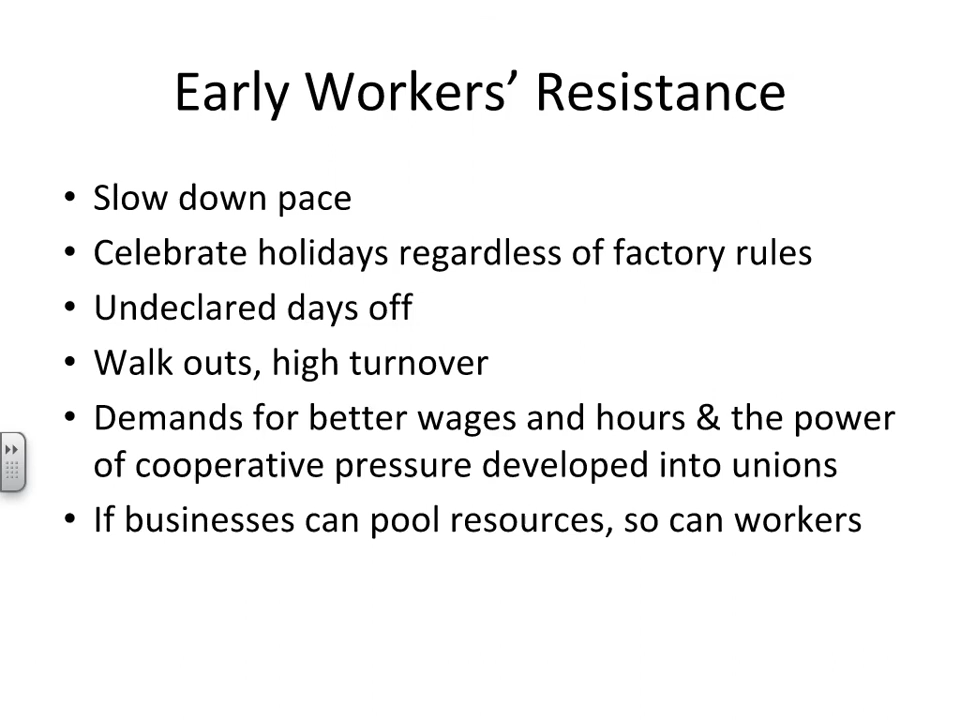 Early Workers’ Resistance
• Slow down pace
• Celebrate holidays regardless of factory rules
• Undeclared days off
• Walk outs, high turnover
• Demands for better wages and hours & the power
of cooperative pressure developed into unions
• If businesses can pool resources, so can workers